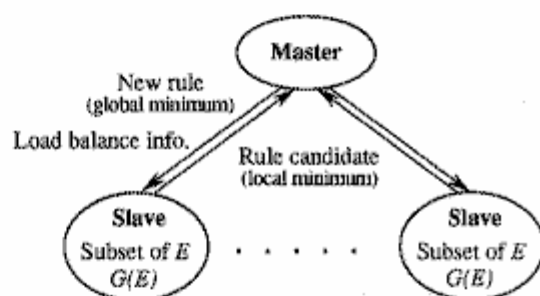 Master
New rule
(global minimum)
Load balance info.
Rule candidate
(local minimum)
Slave
Subset of E
G(E)
. . . . .
Slave
Subset of E
G(E)